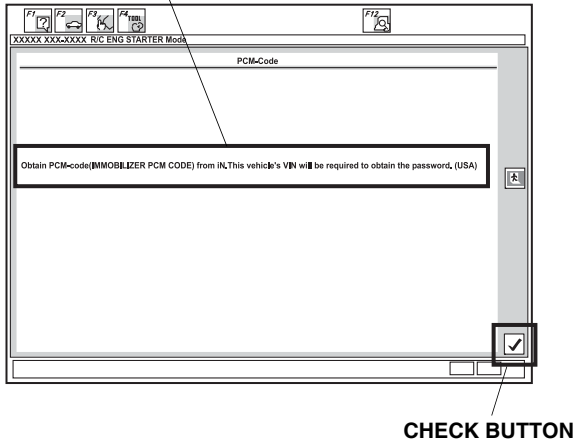 F1 F2 F3 F4 TOOL F12
XXXXX XXX-XXXX R/C ENG STARTER Mode
PCM-Code
Obtain PCM-code(IMMOBILIZER PCM CODE) from iN.This vehicle's VIN will be required to obtain the password. (USA)
CHECK BUTTON